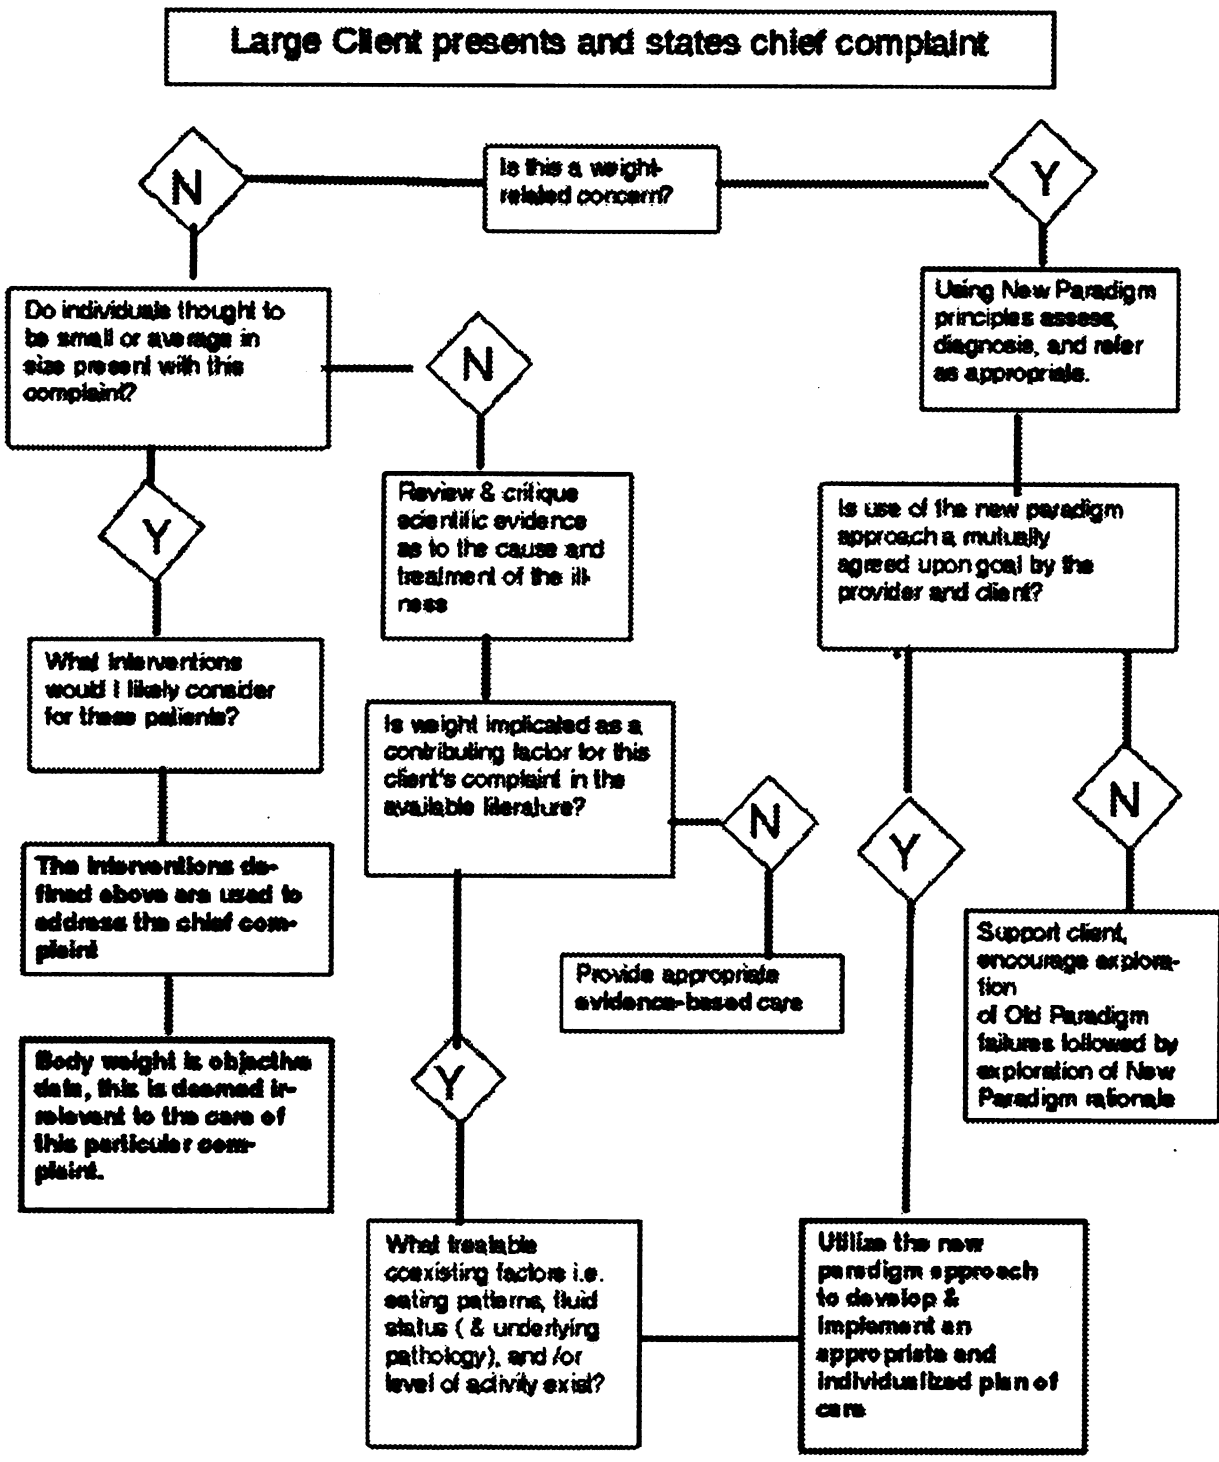 Large Client presents and states chief complaint
N
Is this a weight-
related concern?
Y
Do individuals thought to
be small or average in
size present with this
complaint?
N
Using New Paradigm
principles assess,
diagnosis, and refer
as appropriate.
Y
Review & critique
scientific evidence
as to the cause and
treatment of the ill-
ness
Is use of the new paradigm
approach a mutually
agreed upon goal by the
provider and client?
What interventions
would I likely consider
for these patients?
Is weight implicated as a
contributing factor for this
client's complaint in the
available literature?
N
Y
N
The interventions de-
fined above are used to
address the chief com-
plaint
Provide appropriate
evidence-based care
Support client,
encourage explora-
tion
of Old Paradigm
failures followed by
exploration of New
Paradigm rationale
Body weight is objective
data, this is deemed ir-
relevant to the care of
this particular com-
plaint.
Y
What treatable
coexisting factors i.e.
eating patterns, fluid
status ( & underlying
pathology), and /or
level of activity exist?
Utilize the new
paradigm approach
to develop &
implement an
appropriate and
individualized plan of
care